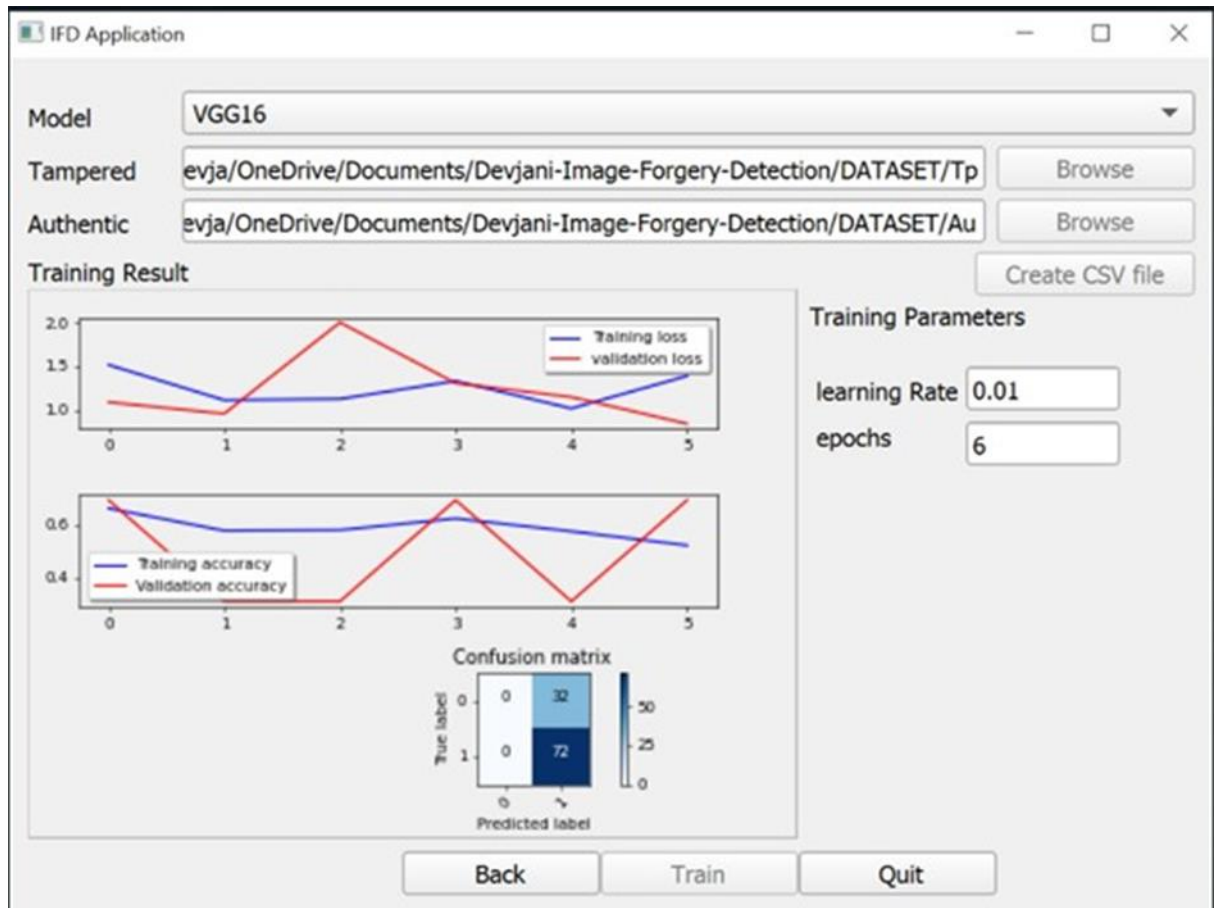 IFD Application
Model VGG16
Tampered evja/OneDrive/Documents/Devjani-Image-Forgery-Detection/DATASET/Tp Browse
Authentic evja/OneDrive/Documents/Devjani-Image-Forgery-Detection/DATASET/Au Browse
Training Result Create CSV file
Training Parameters
learning Rate 0.01
epochs 6
2.0
1.5
1.0
Training loss
validation loss
0 1 2 3 4 5
0.6
0.4
Training accuracy
Validation accuracy
0 1 2 3 4 5
Confusion matrix
True label
0 0 32 50
1 0 72 25
0
0 1
Predicted label
Back Train Quit